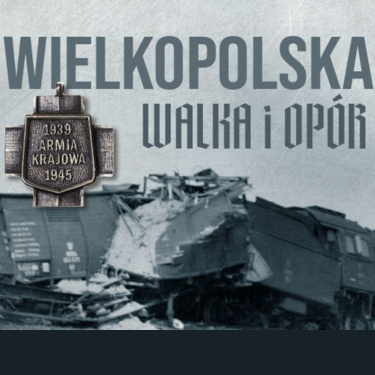 WIELKOPOLSKA
WALKA i OPÓR
1939
ARMIA
KRAJOWA
1945